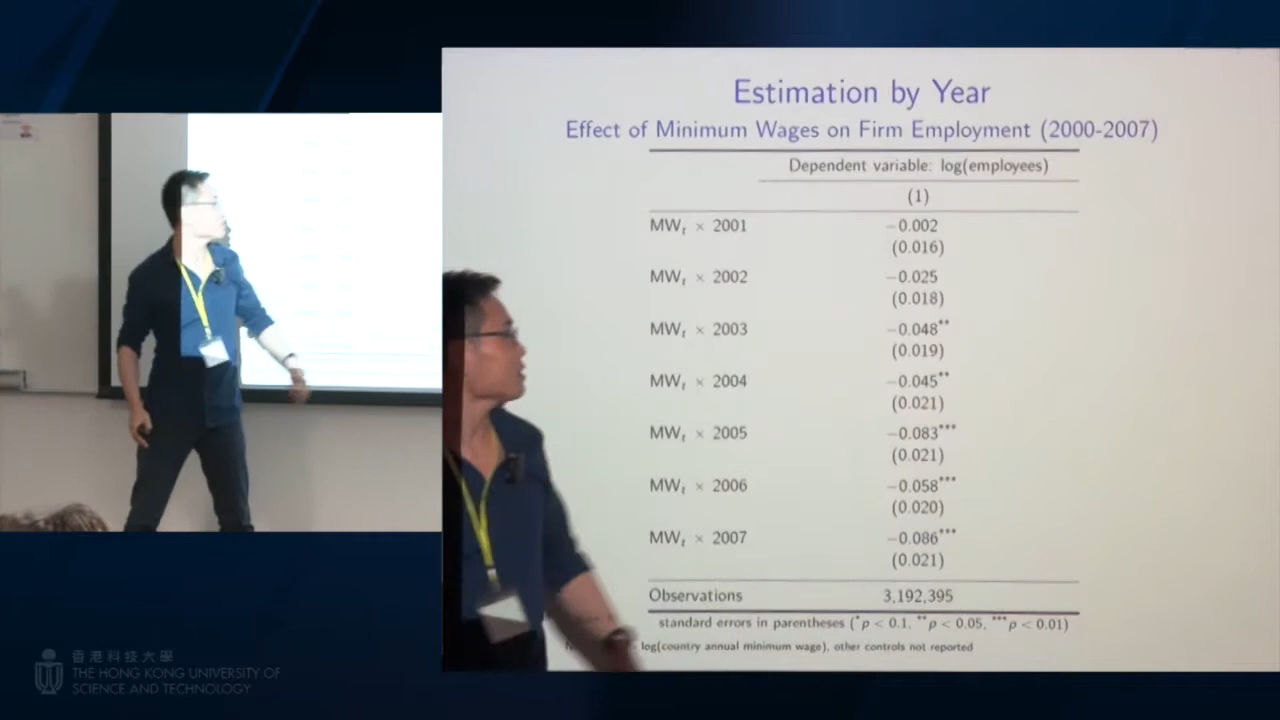 Estimation by Year
Effect of Minimum Wages on Firm Employment (2000-2007)
Dependent variable: log(employees)
(1)
MWₜ × 2001 −0.002
(0.016)
MWₜ × 2002 −0.025
(0.018)
MWₜ × 2003 −0.048**
(0.019)
MWₜ × 2004 −0.045**
(0.021)
MWₜ × 2005 −0.083***
(0.021)
MWₜ × 2006 −0.058***
(0.020)
MWₜ × 2007 −0.086***
(0.021)
Observations 3,192,395
standard errors in parentheses (*p < 0.1, **p < 0.05, ***p < 0.01)
log(country annual minimum wage), other controls not reported
香港科技大學
THE HONG KONG UNIVERSITY OF
SCIENCE AND TECHNOLOGY